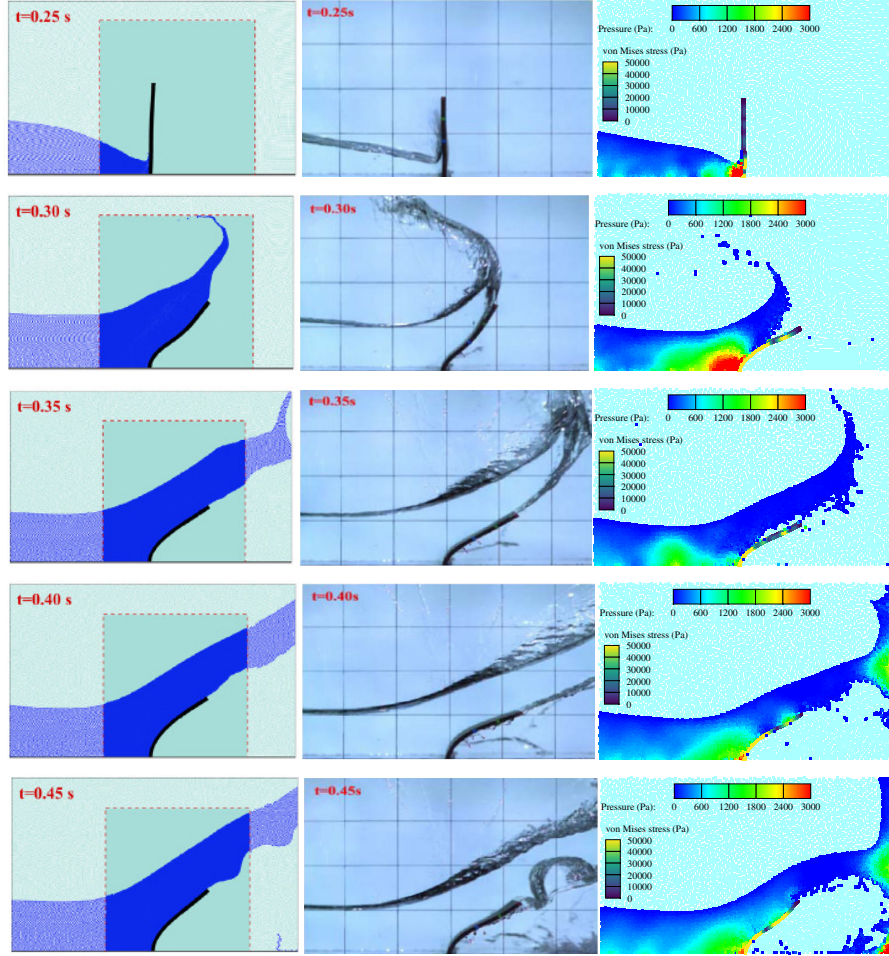 t=0.25 s
t=0.25s
0 600 1200 1800 2400 3000
Pressure (Pa):
von Mises stress (Pa)
50000
40000
30000
20000
10000
0
t=0.30 s
t=0.30s
0 600 1200 1800 2400 3000
Pressure (Pa):
von Mises stress (Pa)
50000
40000
30000
20000
10000
0
t=0.35 s
t=0.35s
0 600 1200 1800 2400 3000
Pressure (Pa):
von Mises stress (Pa)
50000
40000
30000
20000
10000
0
t=0.40 s
t=0.40s
0 600 1200 1800 2400 3000
Pressure (Pa):
von Mises stress (Pa)
50000
40000
30000
20000
10000
0
t=0.45 s
t=0.45s
0 600 1200 1800 2400 3000
Pressure (Pa):
von Mises stress (Pa)
50000
40000
30000
20000
10000
0